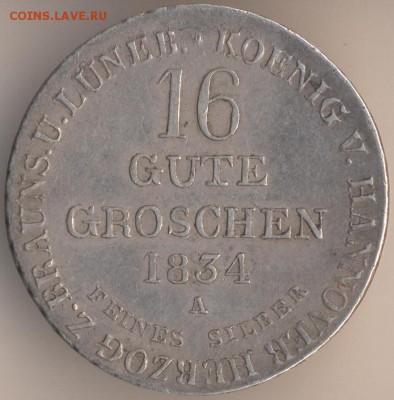 COINS.LAVE.RU
KOENIG V. HANNOVER HERZOG Z. BRAUNS. U. LÜNEB.
16
GUTE
GROSCHEN
1834
A
FEINES SILBER